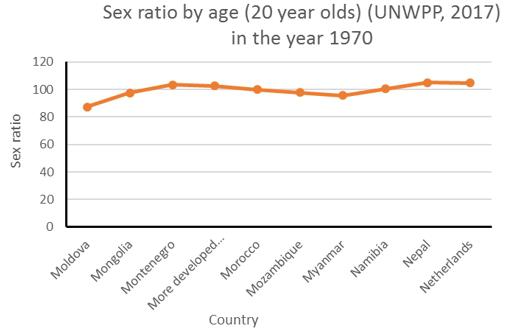 Sex ratio by age (20 year olds) (UNWPP, 2017)
in the year 1970
120
100
80
60
40
20
0
Sex ratio
Moldova
Mongolia
Montenegro
More developed...
Morocco
Mozambique
Myanmar
Namibia
Nepal
Netherlands
Country